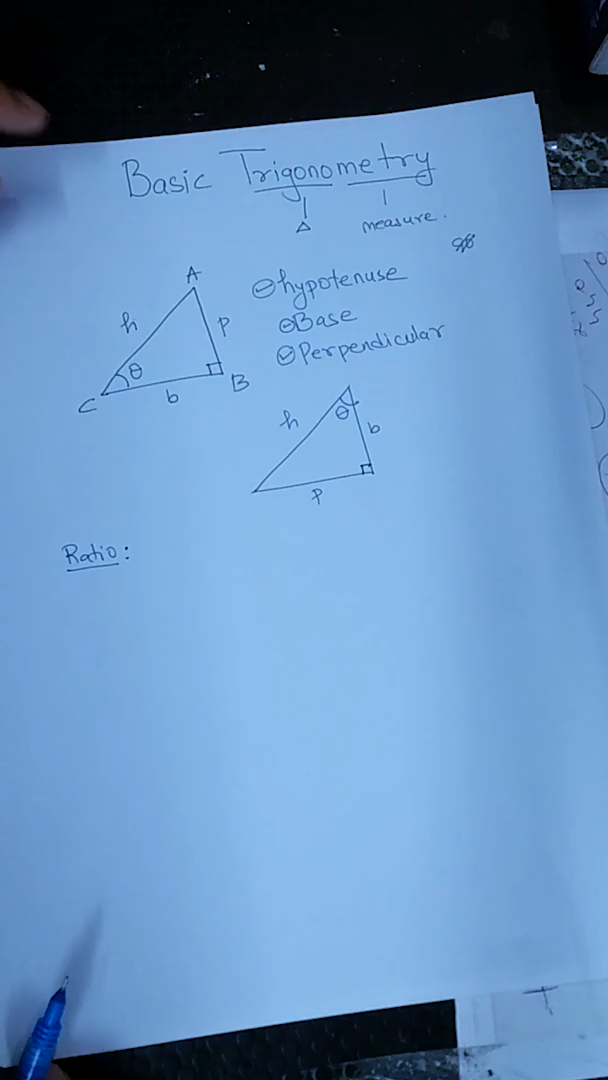 Basic Trigonometry
Δ measure.
A
h p
θ
C b B
⊖ hypotenuse
⊖ Base
⊖ Perpendicular
h θ b
p
Ratio: